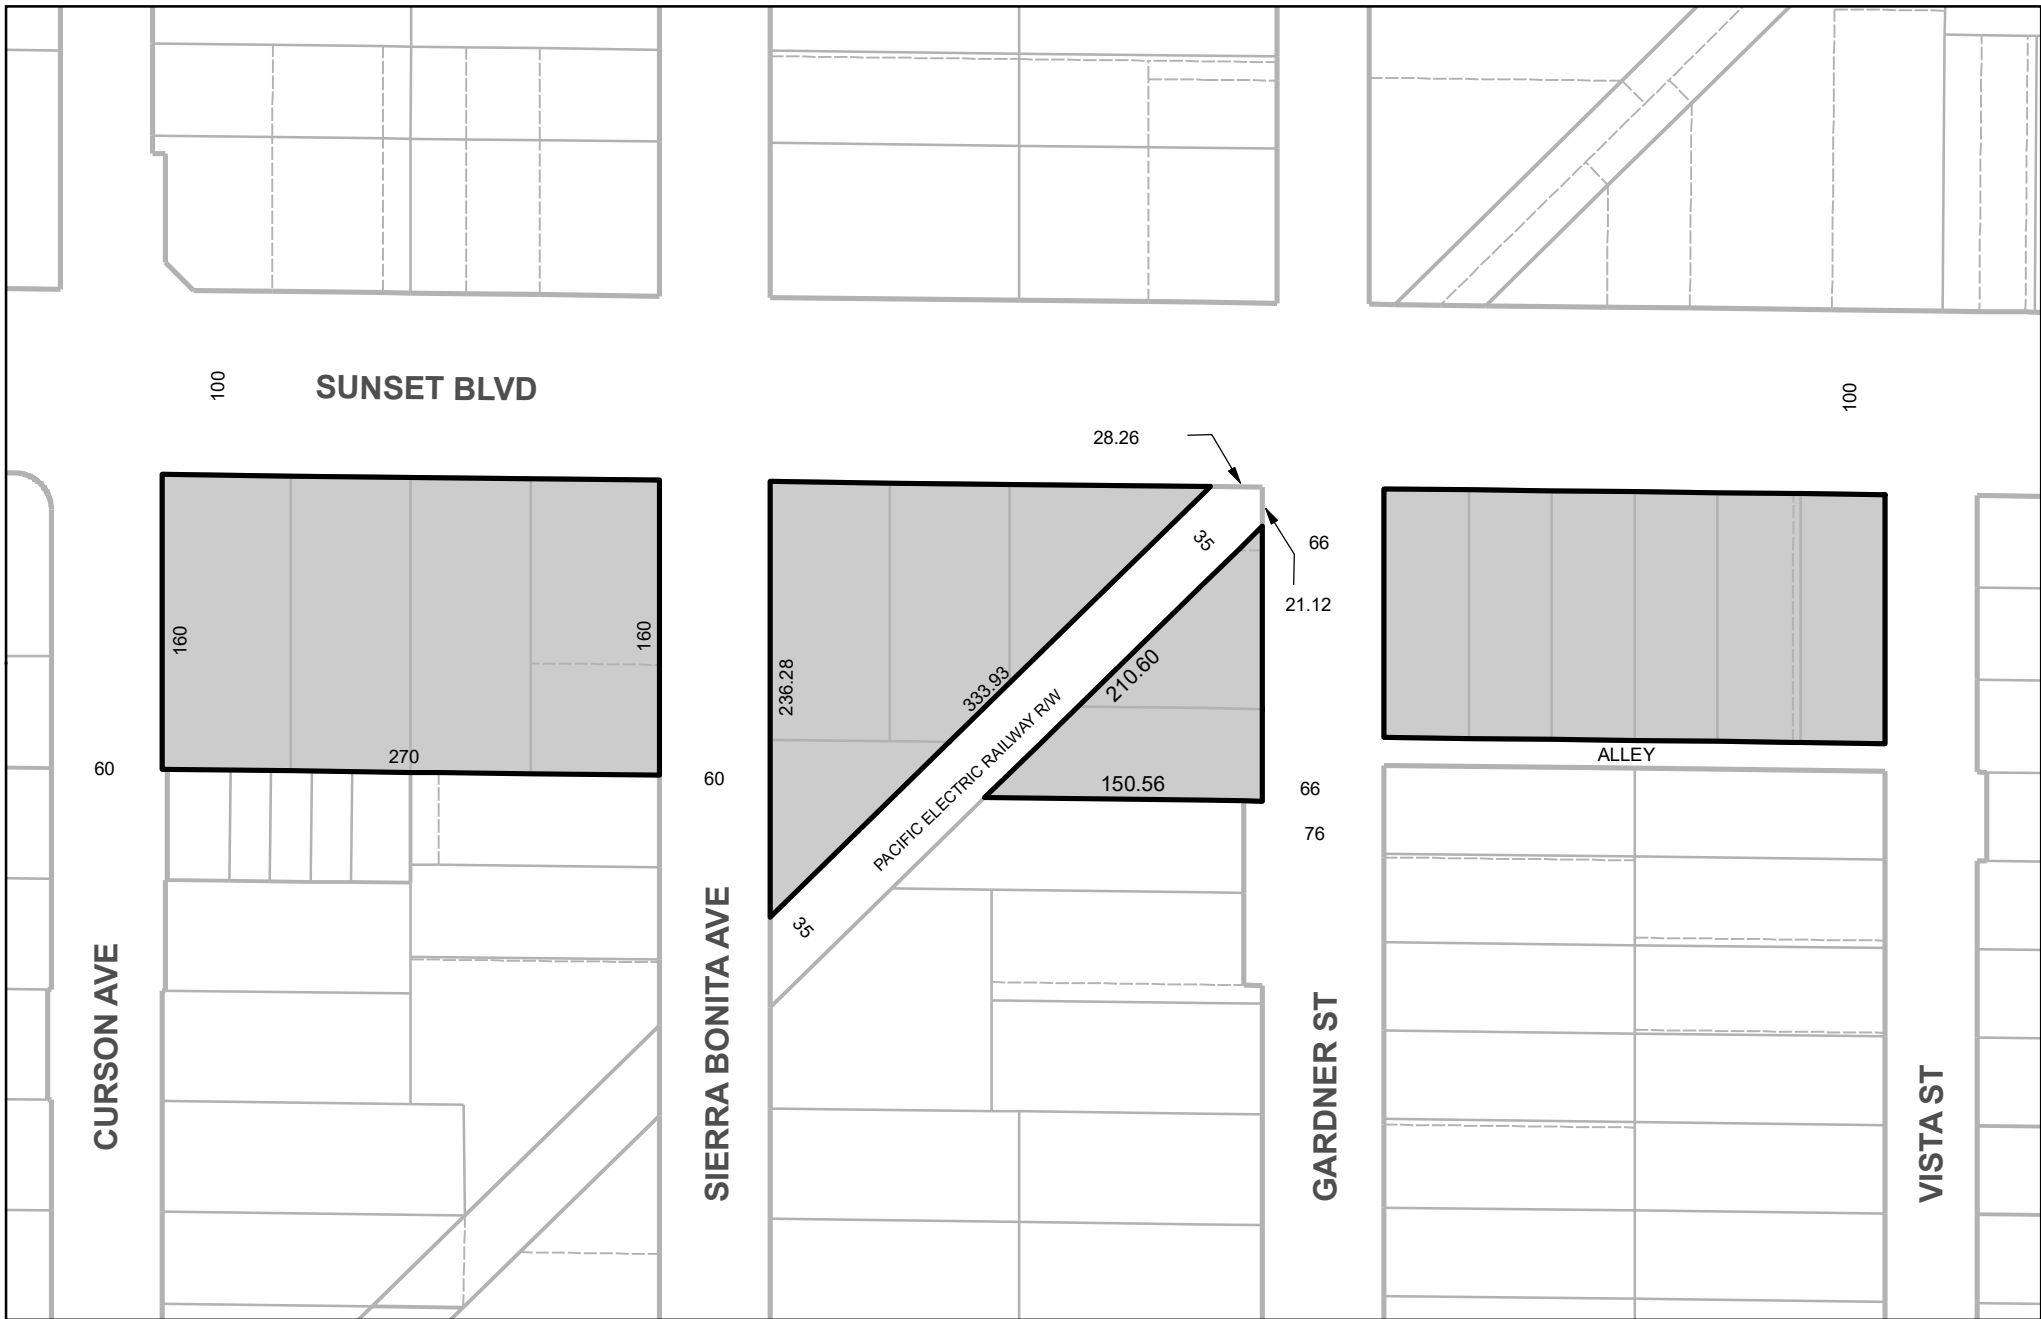 100
SUNSET BLVD
100
28.26
35
66
21.12
160
160
236.28
333.93
210.60
PACIFIC ELECTRIC RAILWAY R/W
270
ALLEY
60
60
150.56
66
76
35
CURSON AVE
SIERRA BONITA AVE
GARDNER ST
VISTA ST